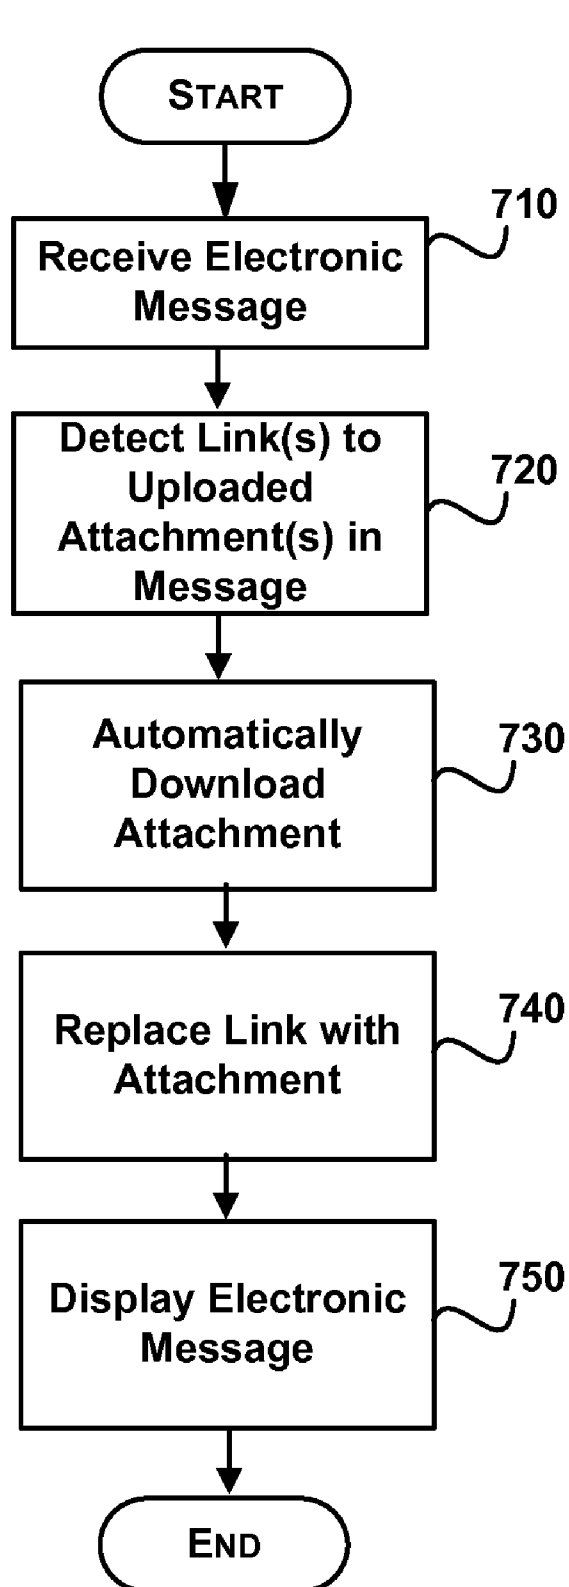 START
710
Receive Electronic
Message
720
Detect Link(s) to
Uploaded
Attachment(s) in
Message
730
Automatically
Download
Attachment
740
Replace Link with
Attachment
750
Display Electronic
Message
END